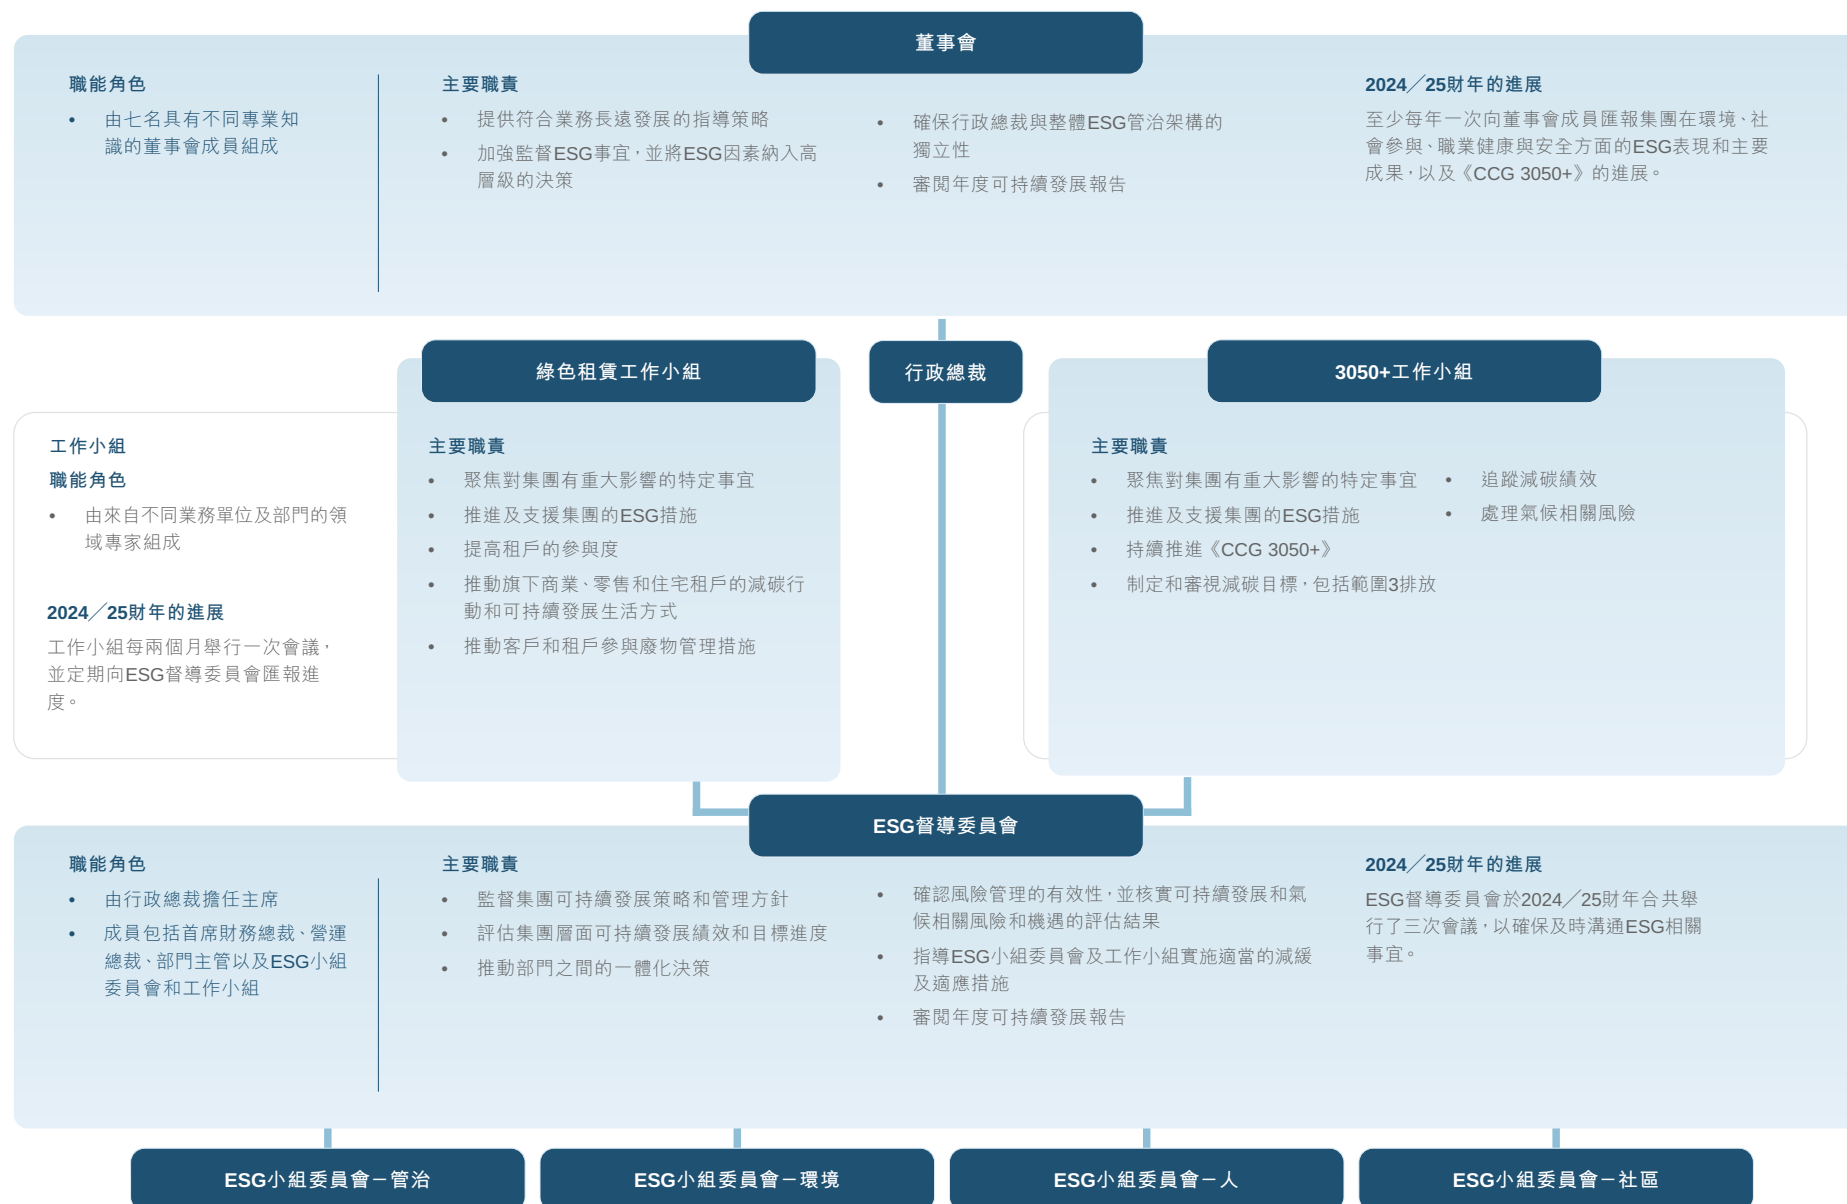 董事會
職能角色
• 由七名具有不同專業知
識的董事會成員組成
主要職責
• 提供符合業務長遠發展的指導策略
• 加強監督ESG事宜，並將ESG因素納入高
層級的決策
• 確保行政總裁與整體ESG管治架構的
獨立性
• 審閱年度可持續發展報告
2024／25財年的進展
至少每年一次向董事會成員匯報集團在環境、社
會參與、職業健康與安全方面的ESG表現和主要
成果，以及《CCG 3050+》的進展。
綠色租賃工作小組
行政總裁
3050+工作小組
工作小組
職能角色
• 由來自不同業務單位及部門的領
域專家組成
2024／25財年的進展
工作小組每兩個月舉行一次會議，
並定期向ESG督導委員會匯報進
度。
主要職責
• 聚焦對集團有重大影響的特定事宜
• 推進及支援集團的ESG措施
• 提高租戶的參與度
• 推動旗下商業、零售和住宅租戶的減碳行
動和可持續發展生活方式
• 推動客戶和租戶參與廢物管理措施
主要職責
• 聚焦對集團有重大影響的特定事宜
• 推進及支援集團的ESG措施
• 持續推進《CCG 3050+》
• 制定和審視減碳目標，包括範圍3排放
• 追蹤減碳績效
• 處理氣候相關風險
ESG督導委員會
職能角色
• 由行政總裁擔任主席
• 成員包括首席財務總裁、營運
總裁、部門主管以及ESG小組
委員會和工作小組
主要職責
• 監督集團可持續發展策略和管理方針
• 評估集團層面可持續發展績效和目標進度
• 推動部門之間的一體化決策
• 確認風險管理的有效性，並核實可持續發展和氣
候相關風險和機遇的評估結果
• 指導ESG小組委員會及工作小組實施適當的減緩
及適應措施
• 審閱年度可持續發展報告
2024／25財年的進展
ESG督導委員會於2024／25財年合共舉
行了三次會議，以確保及時溝通ESG相關
事宜。
ESG小組委員會－管治
ESG小組委員會－環境
ESG小組委員會－人
ESG小組委員會－社區